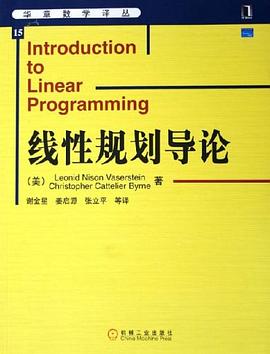 华章数学译丛
15
Introduction
to
Linear
Programming
线性规划导论
(美) Leonid Nison Vaserstein
Christopher Cattelier Byrne 著
谢金星 姜启源 张立平 等译
机械工业出版社
China Machine Press